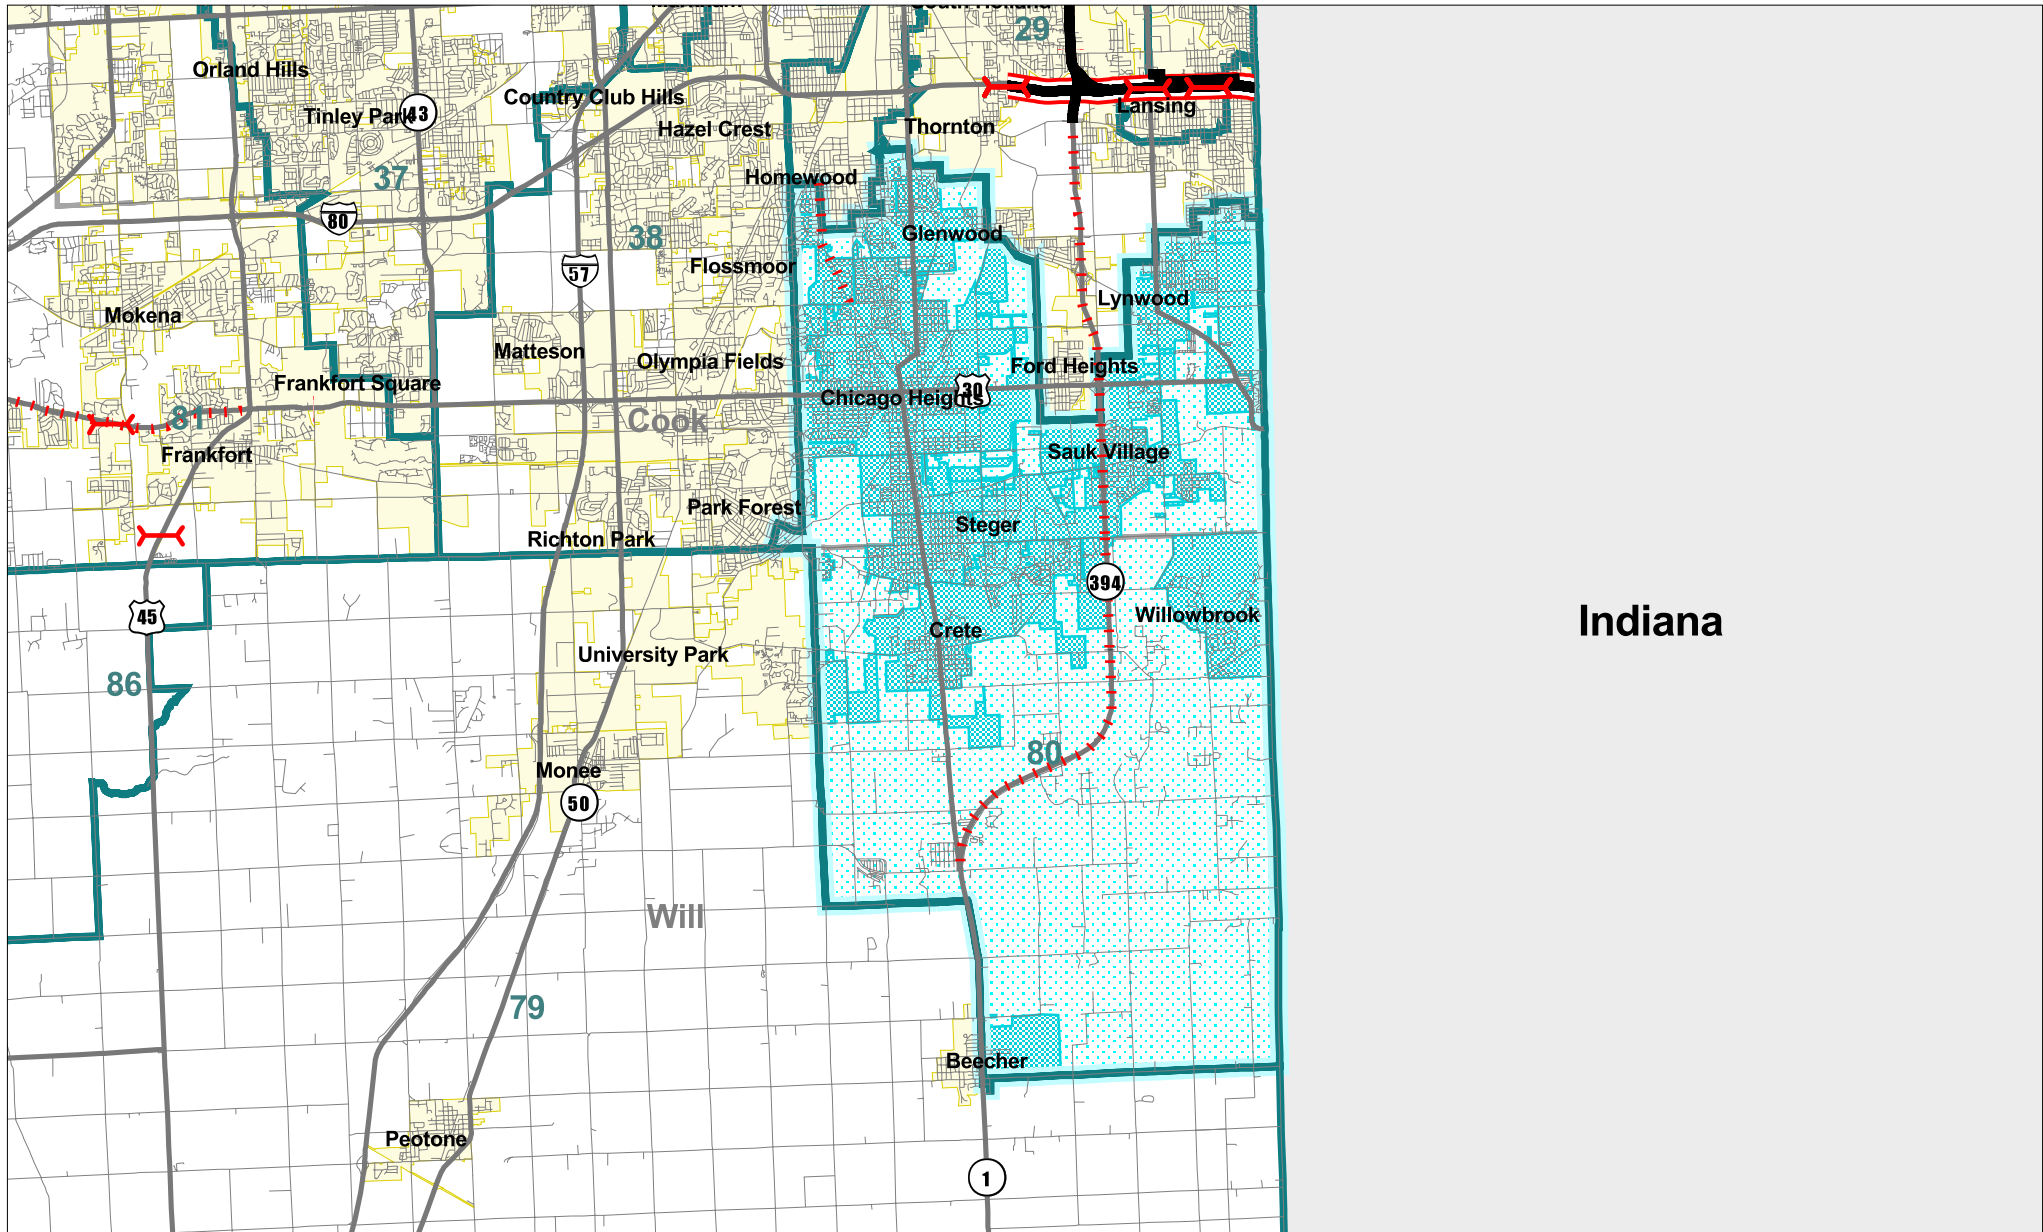 South Holland
29
Orland Hills
Country Club Hills
Tinley Park
43
Lansing
Thornton
Hazel Crest
37
Homewood
80
38
Glenwood
57
Flossmoor
Lynwood
Mokena
Matteson
Olympia Fields
Ford Heights
Frankfort Square
30
Chicago Heights
81
Cook
Frankfort
Sauk Village
Park Forest
Steger
Richton Park
394
45
Willowbrook
Indiana
Crete
University Park
86
80
Monee
50
Will
79
Beecher
Peotone
1